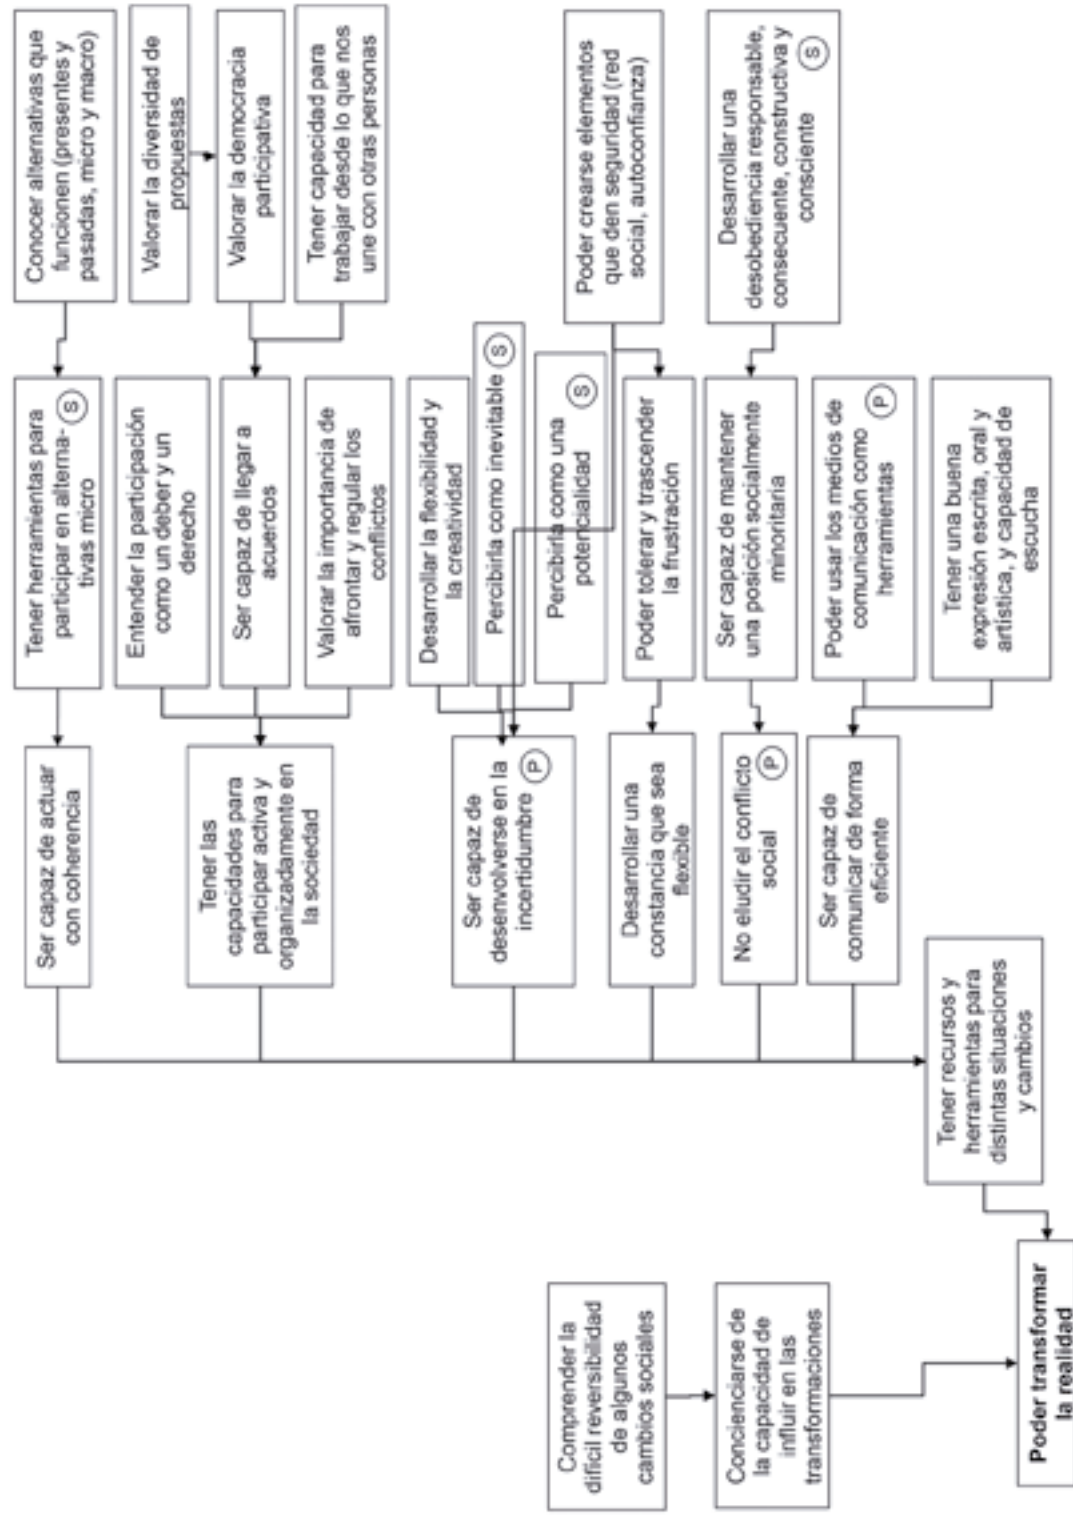 Conocer alternativas que
funcionen (presentes y
pasadas, micro y macro)
Valorar la diversidad de
propuestas
Valorar la democracia
participativa
Tener capacidad para
trabajar desde lo que nos
une con otras personas
Poder crearse elementos
que den seguridad (red
social, autoconfianza)
Desarrollar una
desobediencia responsable,
consecuente, constructiva y
consciente
S
Tener herramientas para
participar en alterna-
tivas micro
S
Entender la participación
como un deber y un
derecho
Ser capaz de llegar a
acuerdos
Valorar la importancia de
afrontar y regular los
conflictos
Desarrollar la flexibilidad y
la creatividad
Percibirla como inevitable
S
Percibirla como una
potencialidad
S
Poder tolerar y trascender
la frustración
Ser capaz de mantener
una posición socialmente
minoritaria
Poder usar los medios de
comunicación como
herramientas
P
Tener una buena
expresión escrita, oral y
artística, y capacidad de
escucha
Ser capaz de actuar
con coherencia
Tener las
capacidades para
participar activa y
organizadamente en
la sociedad
Ser capaz de
desenvolverse en la
incertidumbre
P
Desarrollar una
constancia que sea
flexible
No eludir el conflicto
social
P
Ser capaz de
comunicar de forma
eficiente
Tener recursos y
herramientas para
distintas situaciones
y cambios
Comprender la
difícil reversibilidad
de algunos
cambios sociales
Concienciarse de
la capacidad de
influir en las
transformaciones
Poder transformar
la realidad